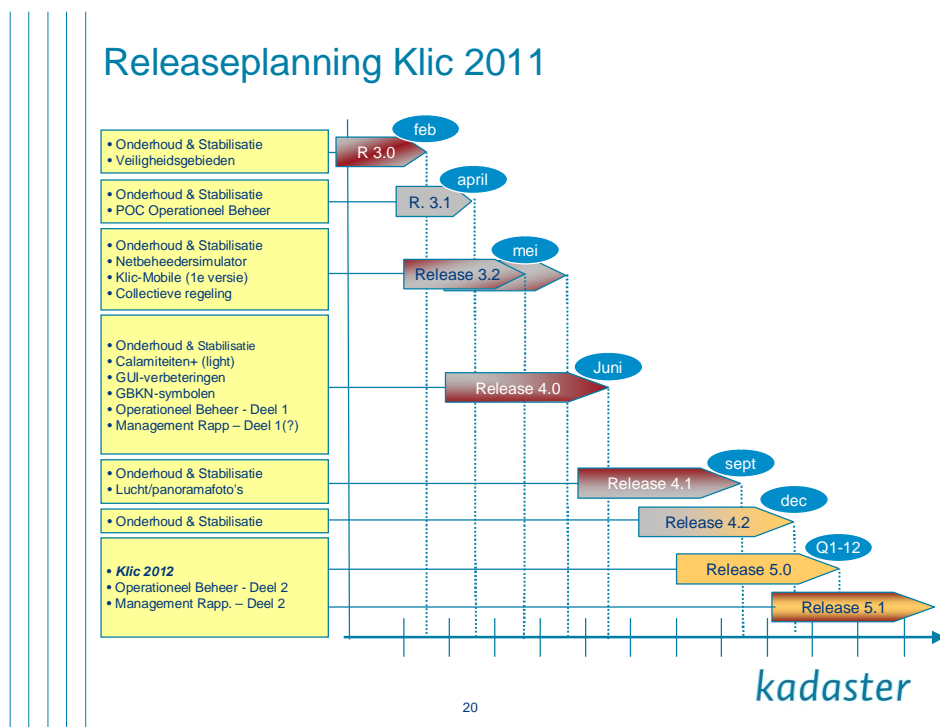 Releaseplanning Klic 2011
feb
• Onderhoud & Stabilisatie
• Veiligheidsgebieden
R 3.0
april
• Onderhoud & Stabilisatie
• POC Operationeel Beheer
R. 3.1
mei
• Onderhoud & Stabilisatie
• Netbeheedersimulator
• Klic-Mobile (1e versie)
• Collectieve regeling
Release 3.2
Juni
• Onderhoud & Stabilisatie
• Calamiteiten+ (light)
• GUI-verbeteringen
• GBKN-symbolen
• Operationeel Beheer - Deel 1
• Management Rapp – Deel 1(?)
Release 4.0
sept
• Onderhoud & Stabilisatie
• Lucht/panoramafoto's
Release 4.1
dec
• Onderhoud & Stabilisatie
Release 4.2
Q1-12
• Klic 2012
• Operationeel Beheer - Deel 2
• Management Rapp. – Deel 2
Release 5.0
Release 5.1
kadaster
20